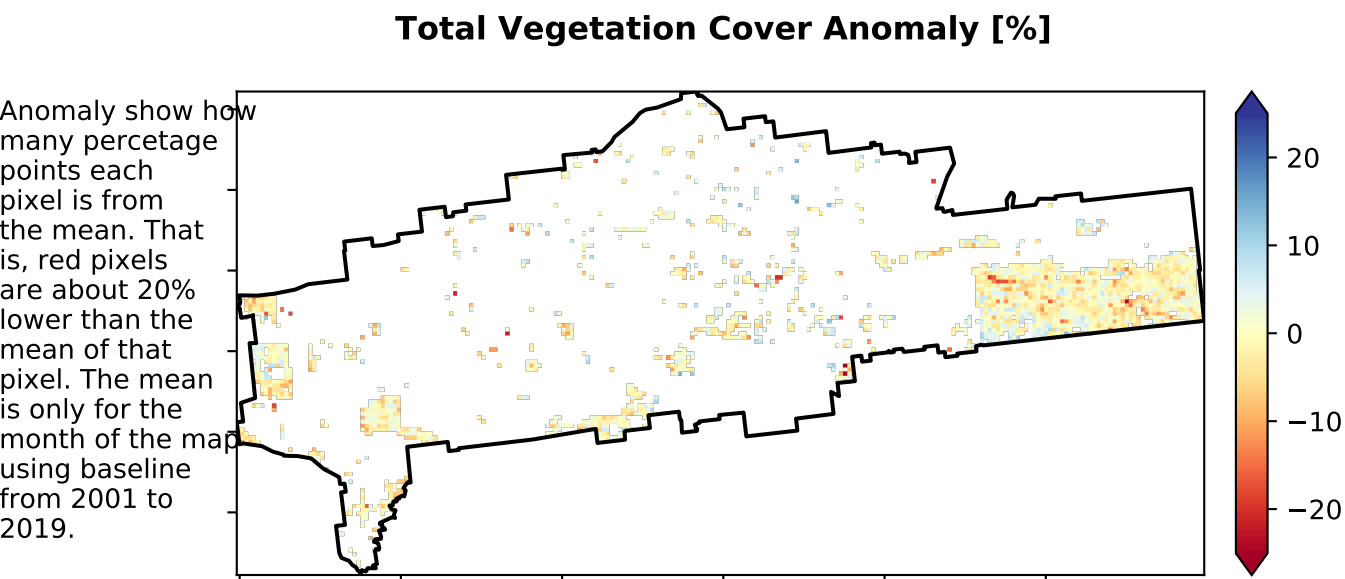 Total Vegetation Cover Anomaly [%]
Anomaly show how
many percetage
points each
pixel is from
the mean. That
is, red pixels
are about 20%
lower than the
mean of that
pixel. The mean
is only for the
month of the map
using baseline
from 2001 to
2019.
20
10
0
−10
−20